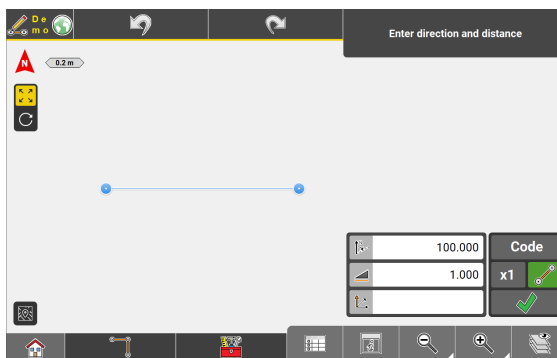 De
mo
Enter direction and distance
N
0.2 m
100.000
Code
1.000
x1